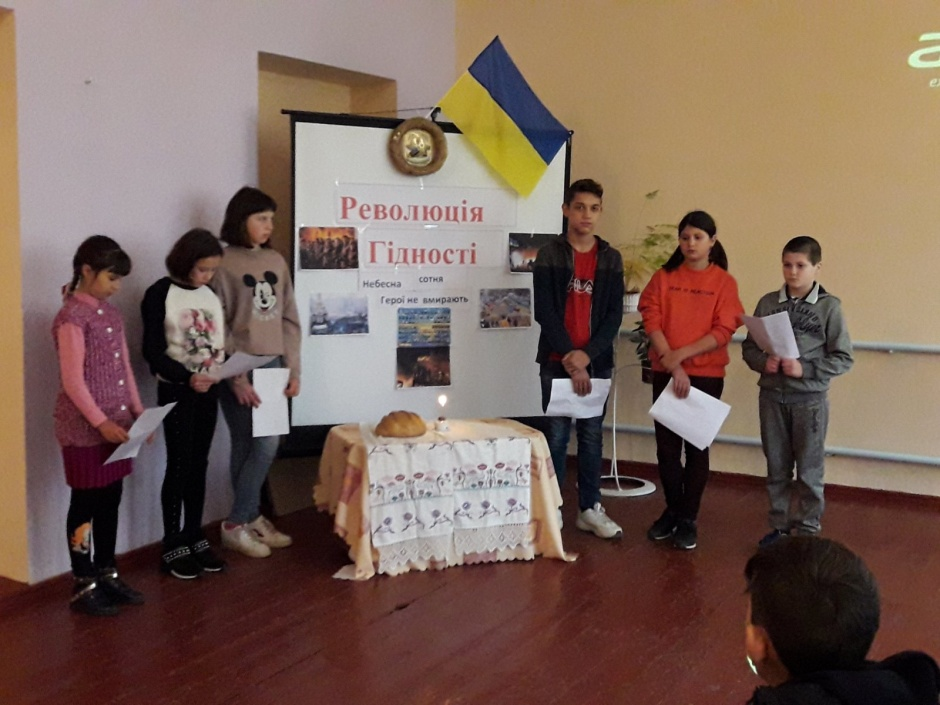 Революція
Гідності
Небесна сотня
Герої не вмирають